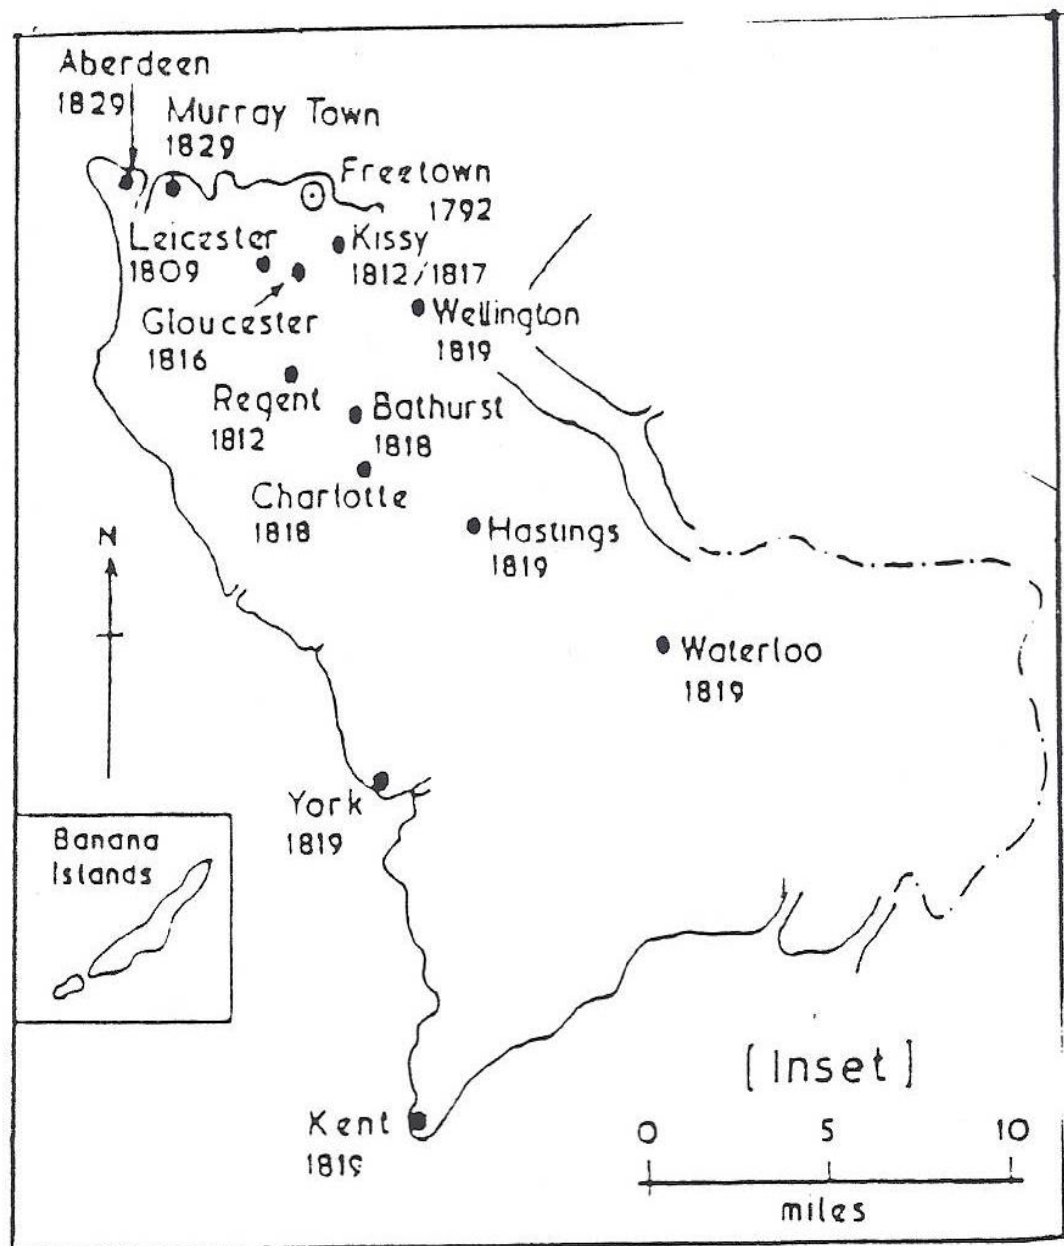 Aberdeen
1829
Murray Town
1829
Freetown
1792
Leicester
1809
Kissy
1812/1817
Gloucester
1816
Wellington
1819
Regent
1812
Bathurst
1818
Charlotte
1818
N
Hastings
1819
Waterloo
1819
York
1819
Banana
Islands
[Inset]
Kent
1819
0 5 10
miles